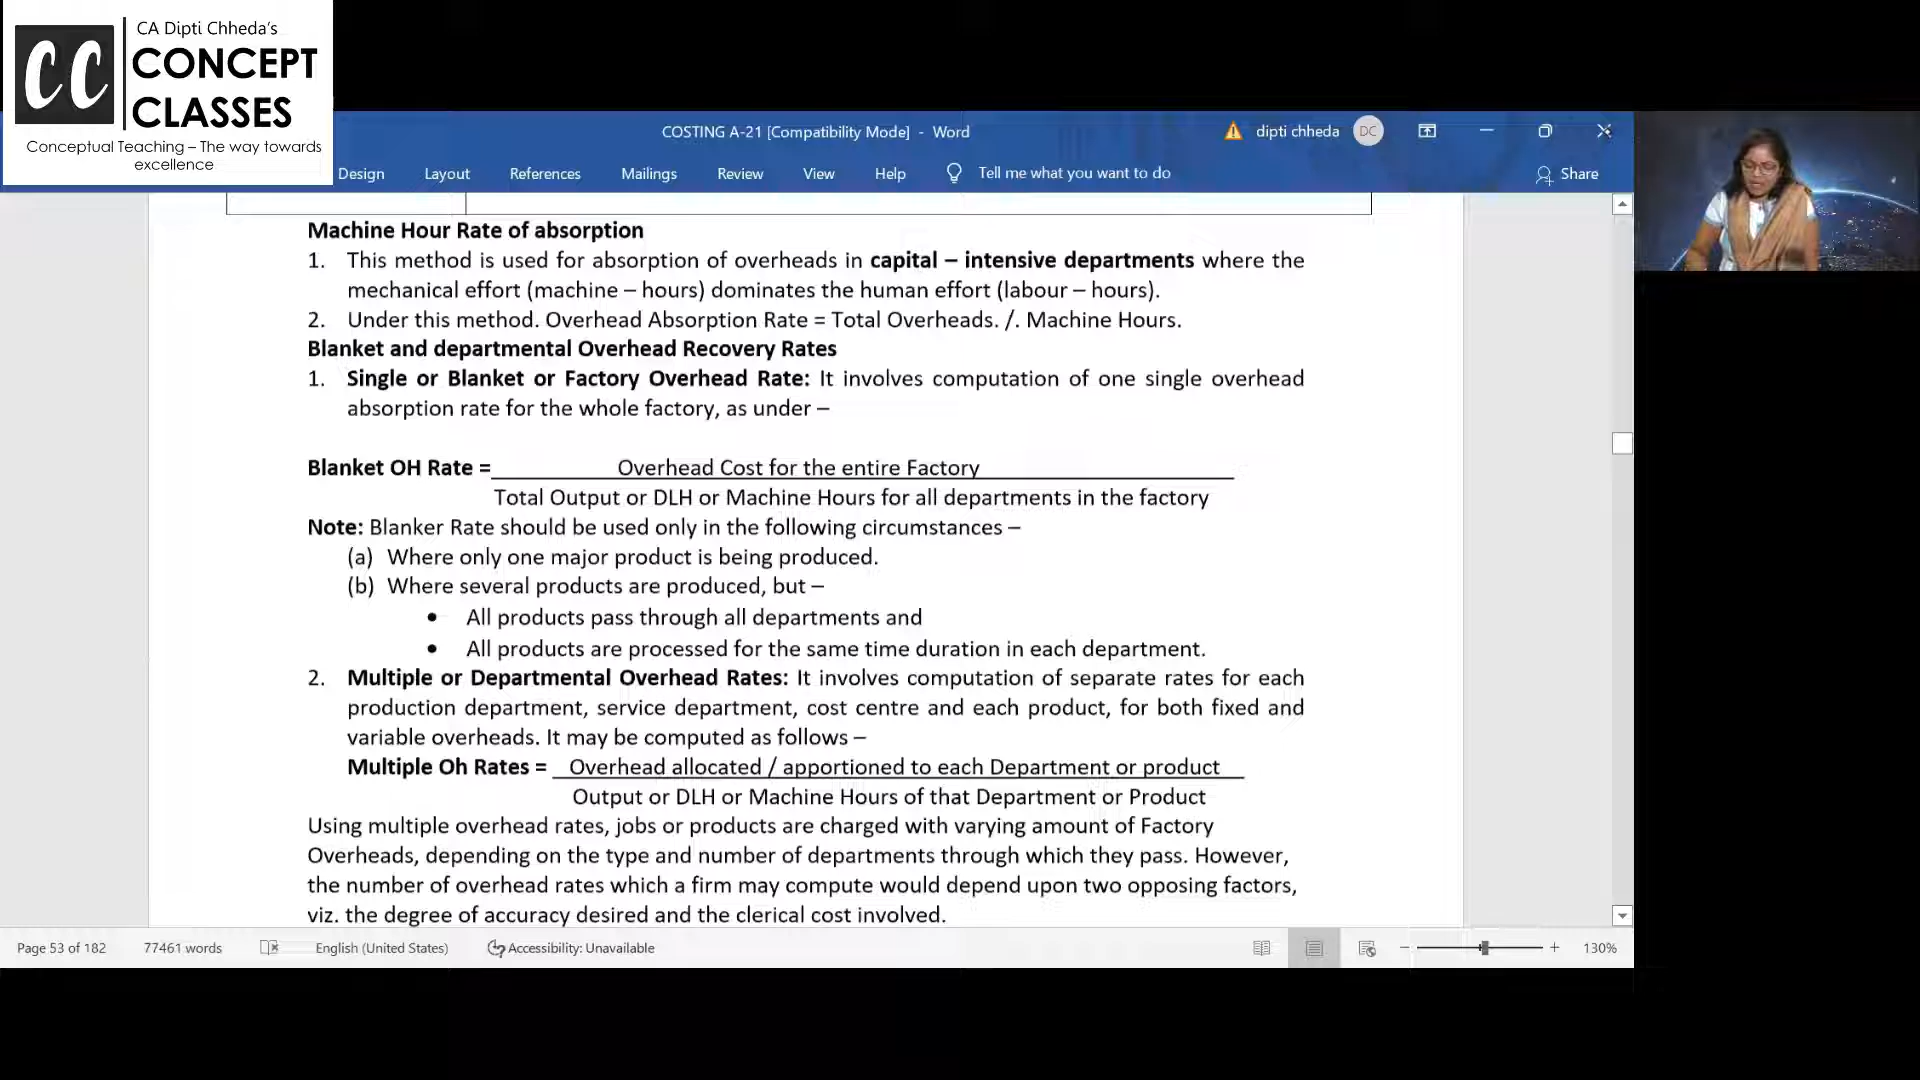 CA Dipti Chheda's
CC CONCEPT
CLASSES
Conceptual Teaching – The way towards
excellence
COSTING A-21 [Compatibility Mode] - Word
dipti chheda
DC
Design
Layout
References
Mailings
Review
View
Help
Tell me what you want to do
Share
Machine Hour Rate of absorption
1. This method is used for absorption of overheads in capital – intensive departments where the
mechanical effort (machine – hours) dominates the human effort (labour – hours).
2. Under this method. Overhead Absorption Rate = Total Overheads. /. Machine Hours.
Blanket and departmental Overhead Recovery Rates
1. Single or Blanket or Factory Overhead Rate: It involves computation of one single overhead
absorption rate for the whole factory, as under –
Blanket OH Rate = Overhead Cost for the entire Factory
Total Output or DLH or Machine Hours for all departments in the factory
Note: Blanker Rate should be used only in the following circumstances –
(a) Where only one major product is being produced.
(b) Where several products are produced, but –
• All products pass through all departments and
• All products are processed for the same time duration in each department.
2. Multiple or Departmental Overhead Rates: It involves computation of separate rates for each
production department, service department, cost centre and each product, for both fixed and
variable overheads. It may be computed as follows –
Multiple Oh Rates = Overhead allocated / apportioned to each Department or product
Output or DLH or Machine Hours of that Department or Product
Using multiple overhead rates, jobs or products are charged with varying amount of Factory
Overheads, depending on the type and number of departments through which they pass. However,
the number of overhead rates which a firm may compute would depend upon two opposing factors,
viz. the degree of accuracy desired and the clerical cost involved.
Page 53 of 182
77461 words
English (United States)
Accessibility: Unavailable
130%